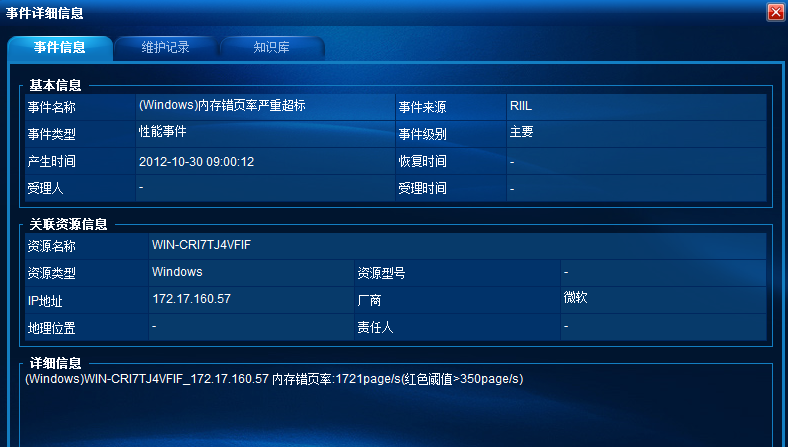 事件详细信息
事件信息 维护记录 知识库
基本信息
事件名称 (Windows)内存错页率严重超标 事件来源 RIIL
事件类型 性能事件 事件级别 主要
产生时间 2012-10-30 09:00:12 恢复时间 -
受理人 - 受理时间 -
关联资源信息
资源名称 WIN-CRI7TJ4VFIF
资源类型 Windows 资源型号 -
IP地址 172.17.160.57 厂商 微软
地理位置 - 责任人 -
详细信息
(Windows)WIN-CRI7TJ4VFIF_172.17.160.57 内存错页率:1721page/s(红色阈值>350page/s)